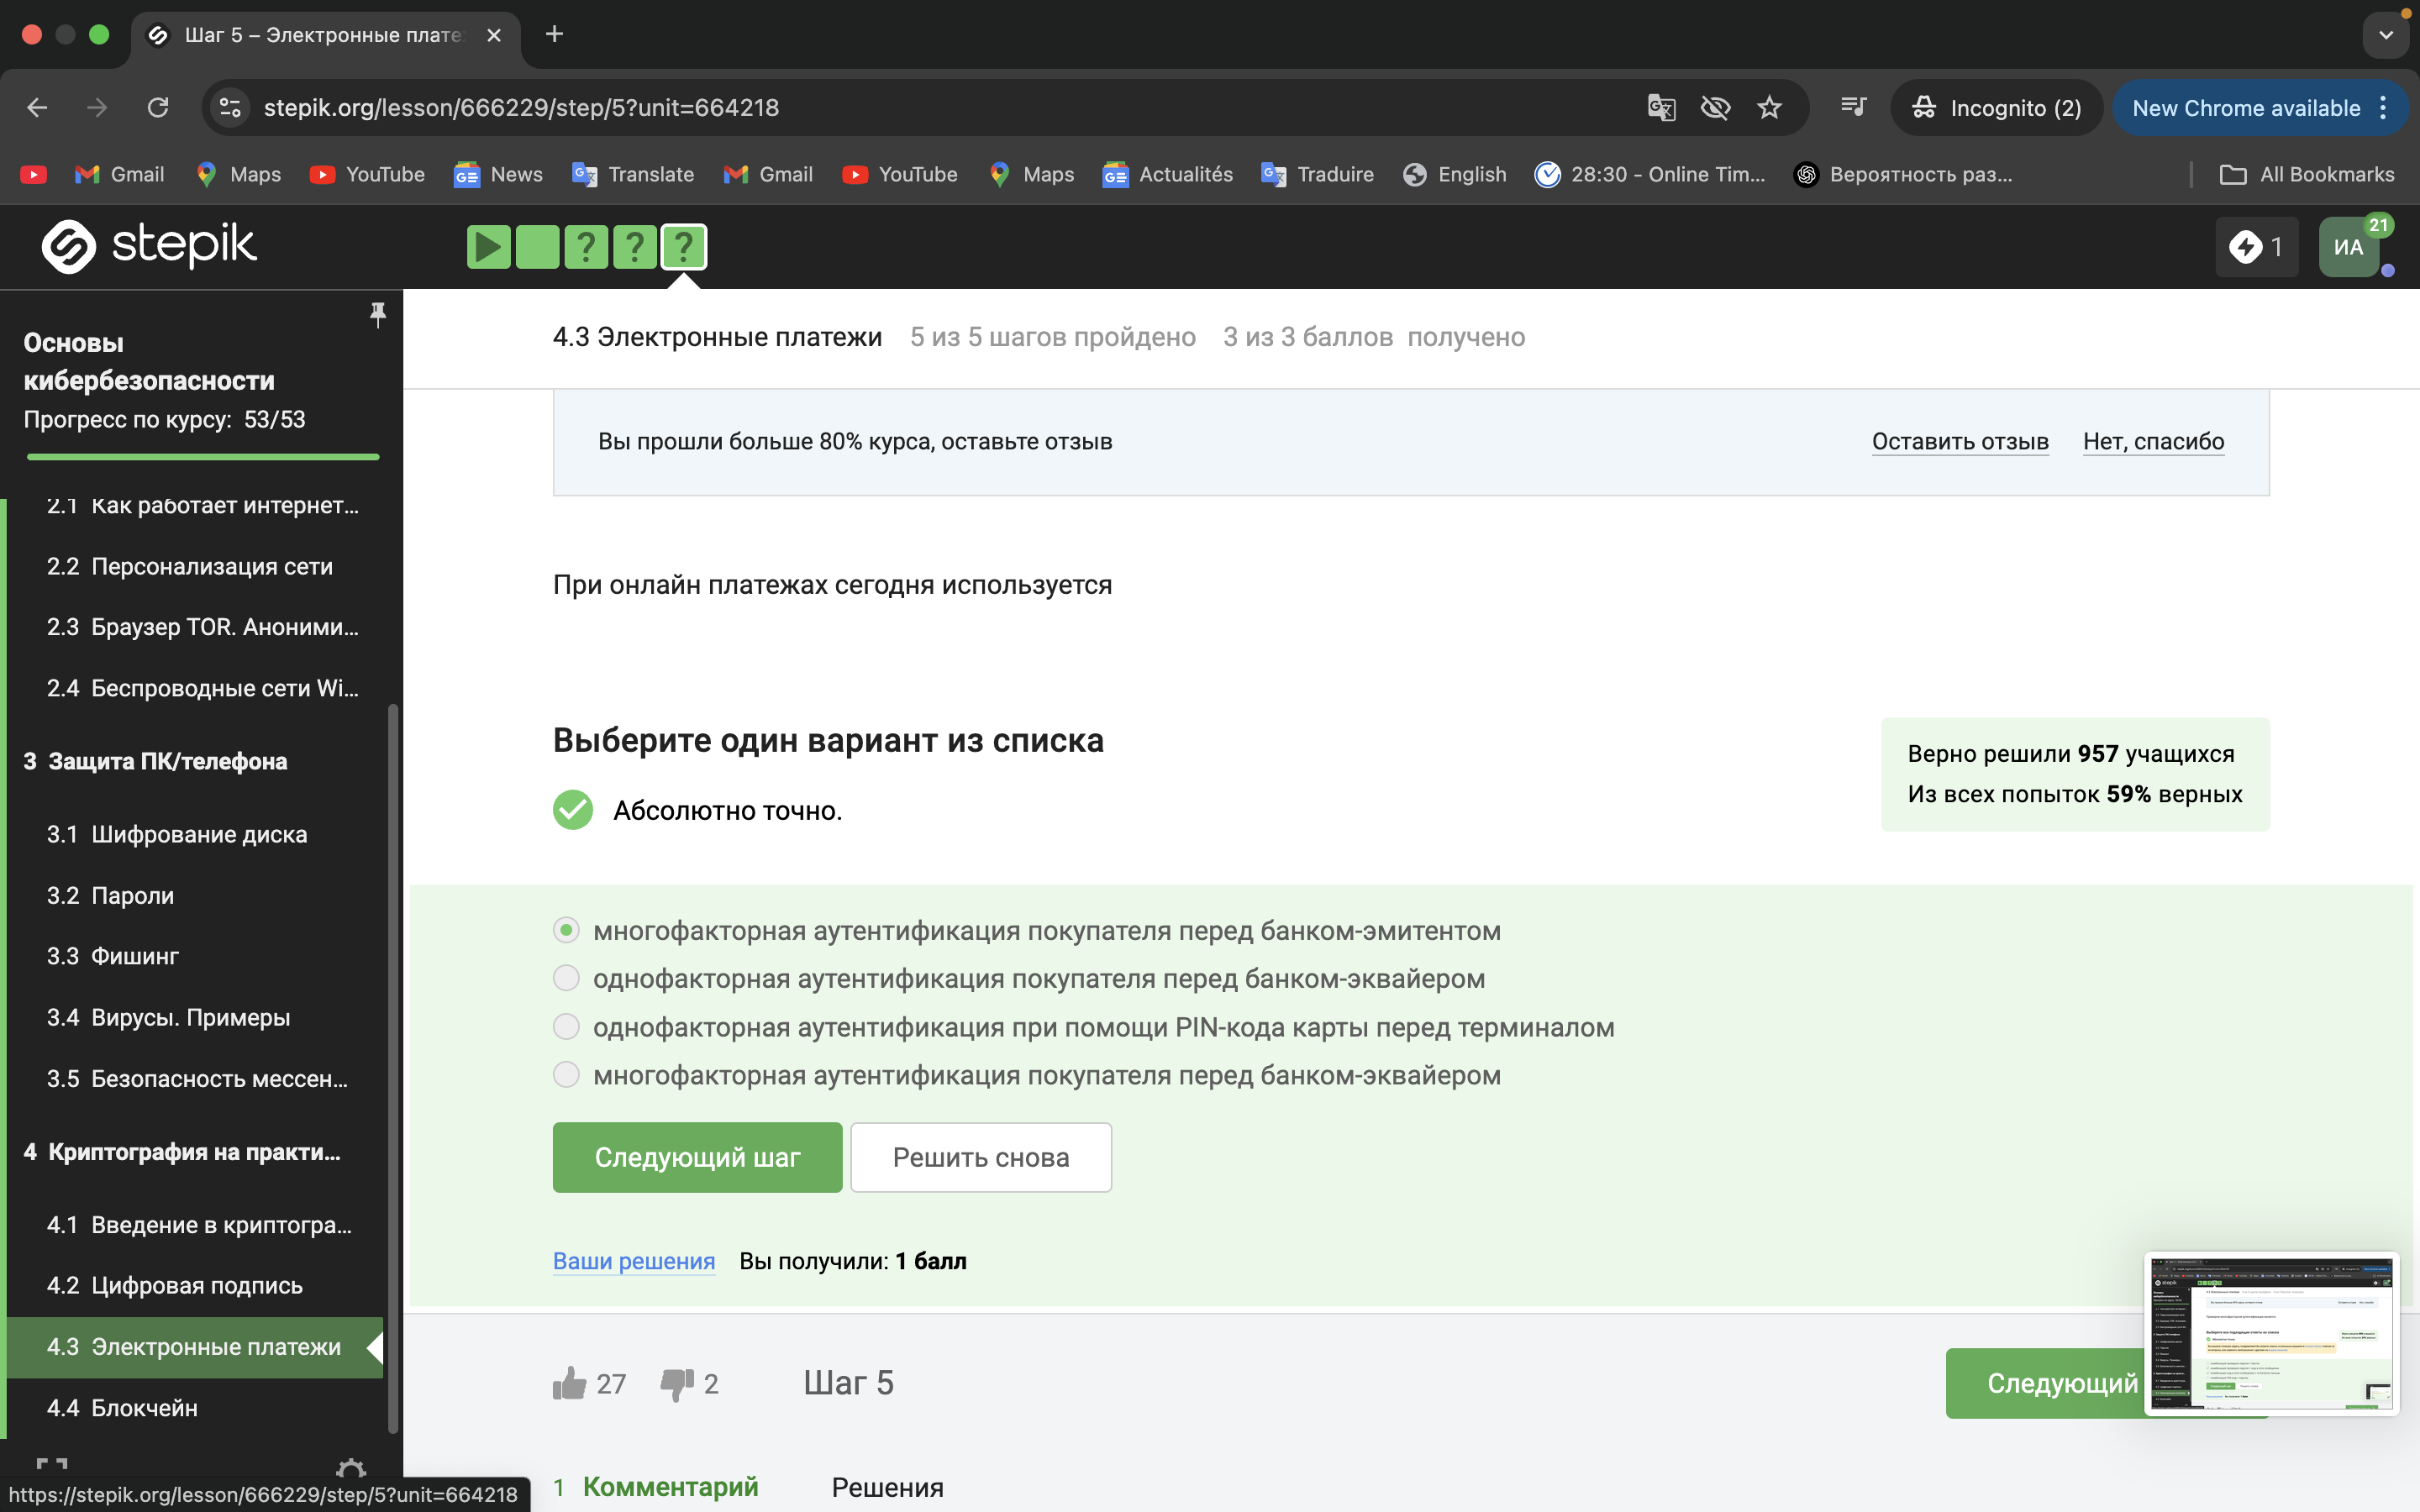 Шаг 5 – Электронные плате
stepik.org/lesson/666229/step/5?unit=664218
Incognito (2)
New Chrome available
Gmail
Maps
YouTube
News
Translate
Gmail
YouTube
Maps
Actualités
Traduire
English
28:30 - Online Tim...
Вероятность раз...
All Bookmarks
stepik
? ? ?
1
ИА
21
Основы
кибербезопасности
Прогресс по курсу: 53/53
2.1 Как работает интернет...
2.2 Персонализация сети
2.3 Браузер TOR. Аноними...
2.4 Беспроводные сети Wi...
3 Защита ПК/телефона
3.1 Шифрование диска
3.2 Пароли
3.3 Фишинг
3.4 Вирусы. Примеры
3.5 Безопасность мессен...
4 Криптография на практи...
4.1 Введение в криптогра...
4.2 Цифровая подпись
4.3 Электронные платежи
4.4 Блокчейн
https://stepik.org/lesson/666229/step/5?unit=664218
4.3 Электронные платежи 5 из 5 шагов пройдено 3 из 3 баллов получено
Вы прошли больше 80% курса, оставьте отзыв
Оставить отзыв
Нет, спасибо
При онлайн платежах сегодня используется
Выберите один вариант из списка
Абсолютно точно.
Верно решили 957 учащихся
Из всех попыток 59% верных
многофакторная аутентификация покупателя перед банком-эмитентом
однофакторная аутентификация покупателя перед банком-эквайером
однофакторная аутентификация при помощи PIN-кода карты перед терминалом
многофакторная аутентификация покупателя перед банком-эквайером
Следующий шаг
Решить снова
Ваши решения Вы получили: 1 балл
27
2
Шаг 5
Следующий
1 Комментарий
Решения